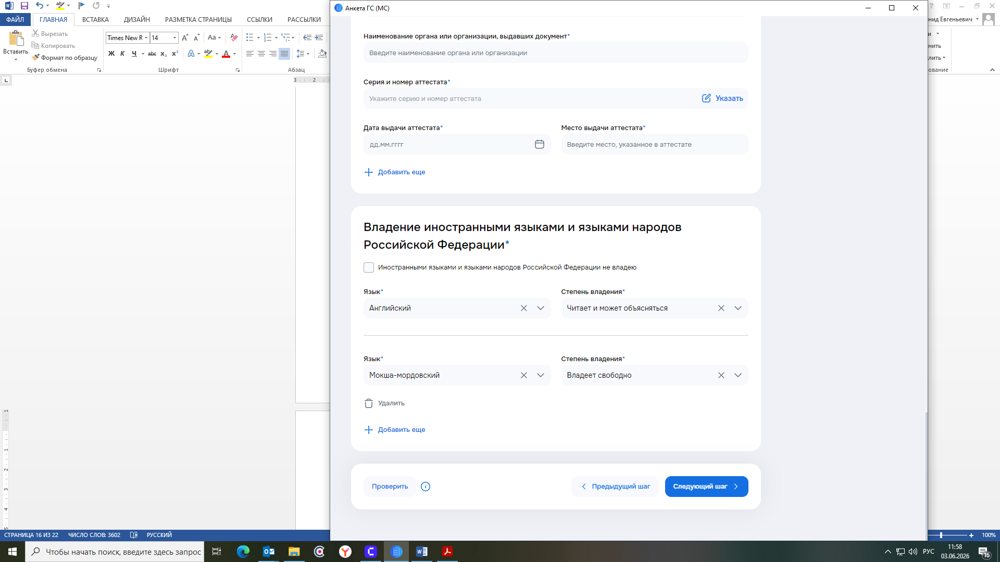 Анкета ГС (МС)
ФАЙЛ
ГЛАВНАЯ
ВСТАВКА
ДИЗАЙН
РАЗМЕТКА СТРАНИЦЫ
ССЫЛКИ
РАССЫЛКИ
нид Евгеньевич
Вставить
Вырезать
Копировать
Формат по образцу
Буфер обмена
Times New R
14
Шрифт
Абзац
нить
лить
ование
Наименование органа или организации, выдавших документ*
Введите наименование органа или организации
Серия и номер аттестата*
Укажите серию и номер аттестата
Указать
Дата выдачи аттестата*
Место выдачи аттестата*
дд.мм.гггг
Введите место, указанное в аттестате
Добавить еще
Владение иностранными языками и языками народов
Российской Федерации*
Иностранными языками и языками народов Российской Федерации не владею
Язык*
Степень владения*
Английский
Читает и может объясняться
Язык*
Степень владения*
Мокша-мордовский
Владеет свободно
Удалить
Добавить еще
Проверить
Предыдущий шаг
Следующий шаг
СТРАНИЦА 16 ИЗ 22
ЧИСЛО СЛОВ: 3602
РУССКИЙ
100%
Чтобы начать поиск, введите здесь запрос
РУС
11:58
03.06.2026
16